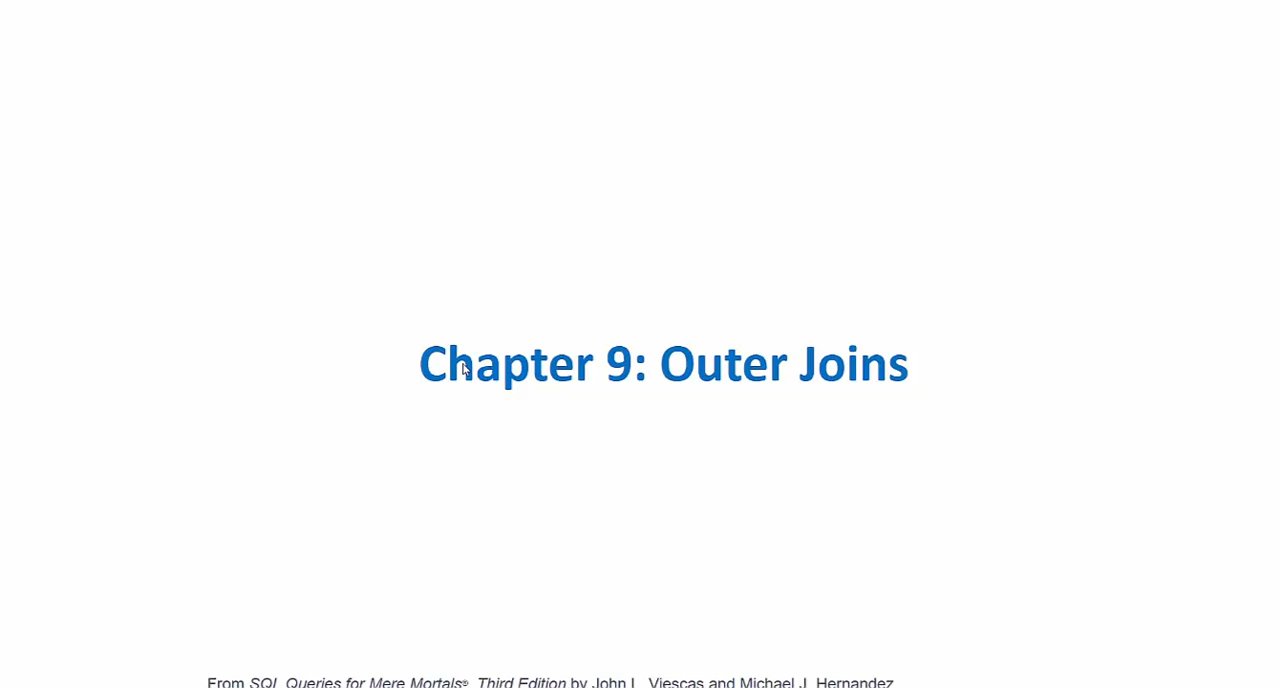 Chapter 9: Outer Joins
From SQL Queries for Mere Mortals®, Third Edition by John L. Viescas and Michael J. Hernandez